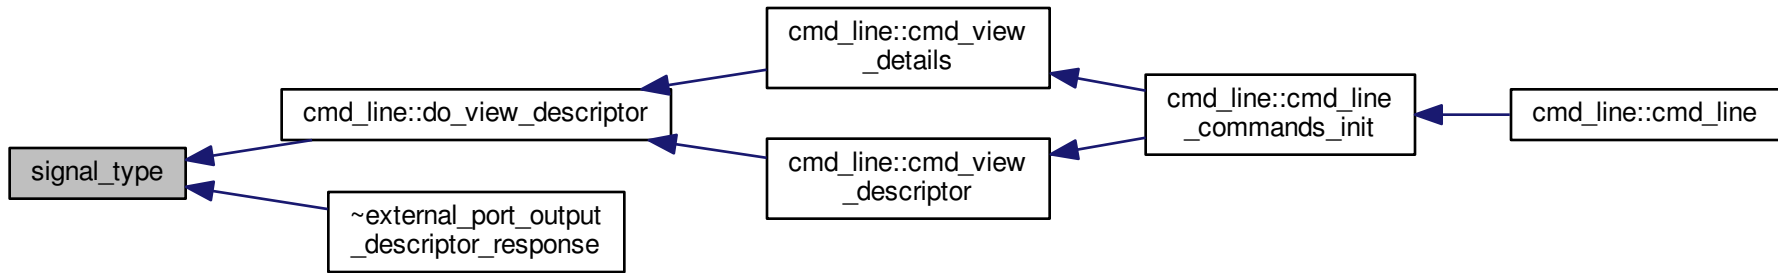 signal_type
cmd_line::do_view_descriptor
~external_port_output
_descriptor_response
cmd_line::cmd_view
_details
cmd_line::cmd_view
_descriptor
cmd_line::cmd_line
_commands_init
cmd_line::cmd_line